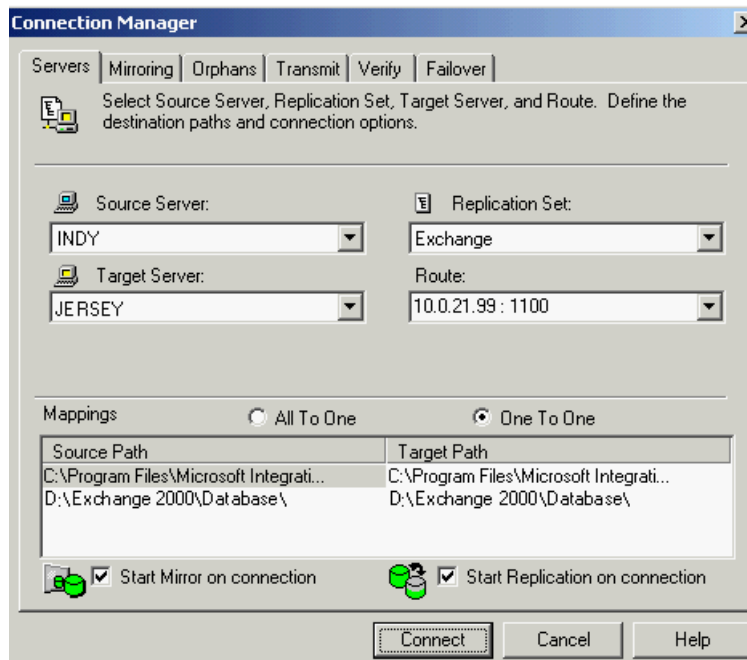 Connection Manager
Servers Mirroring Orphans Transmit Verify Failover
Select Source Server, Replication Set, Target Server, and Route. Define the
destination paths and connection options.
Source Server:
Replication Set:
INDY
Exchange
Target Server:
Route:
JERSEY
10.0.21.99 : 1100
Mappings
All To One
One To One
Source Path
Target Path
C:\Program Files\Microsoft Integrati...
C:\Program Files\Microsoft Integrati...
D:\Exchange 2000\Database\
D:\Exchange 2000\Database\
Start Mirror on connection
Start Replication on connection
Connect
Cancel
Help